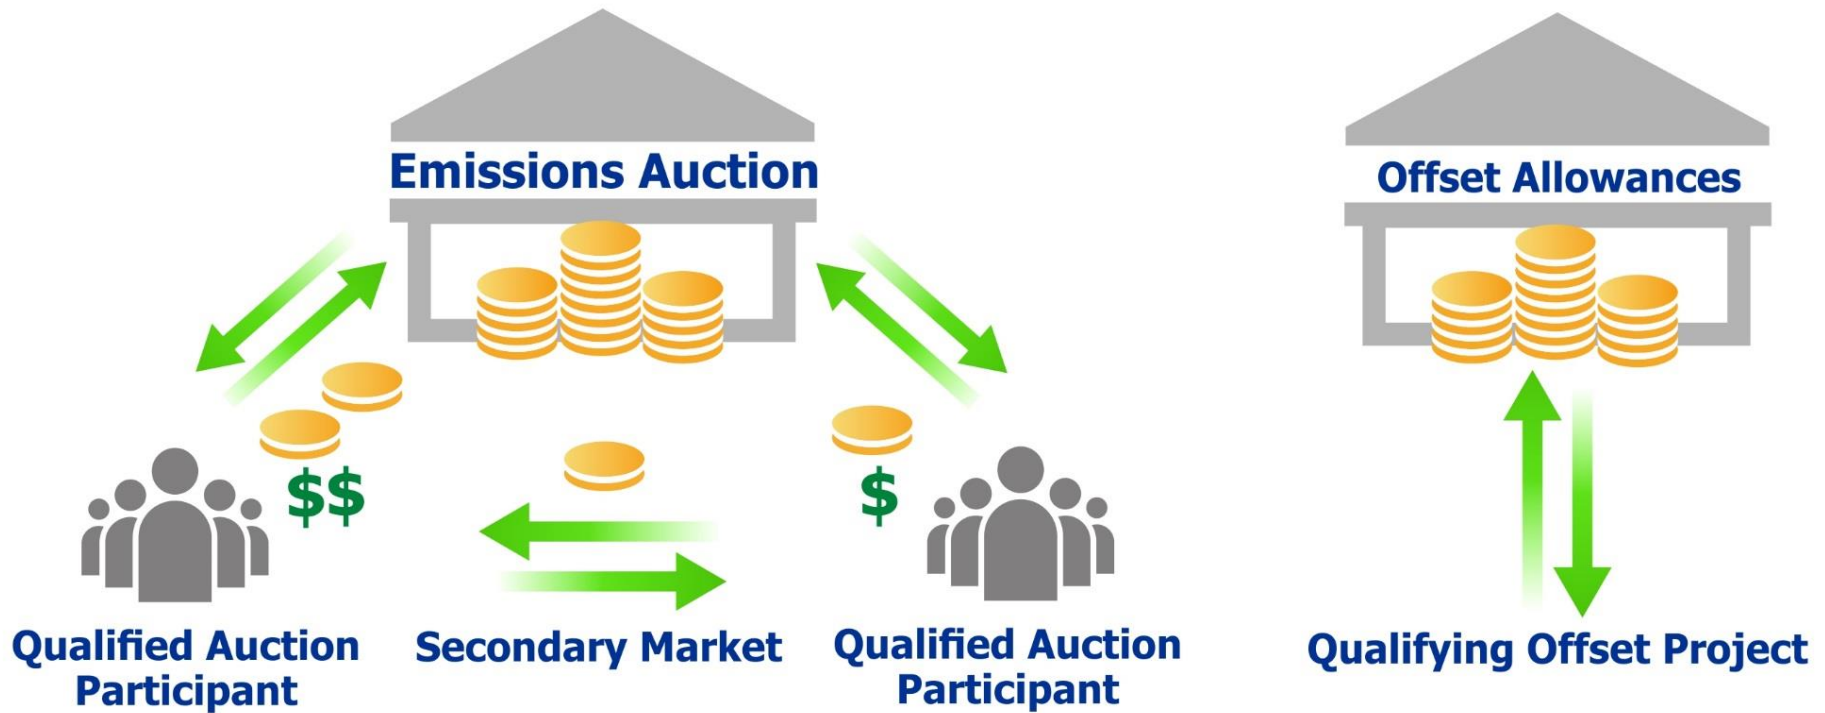 Emissions Auction
Offset Allowances
$$
$
Qualified Auction
Participant
Secondary Market
Qualified Auction
Participant
Qualifying Offset Project